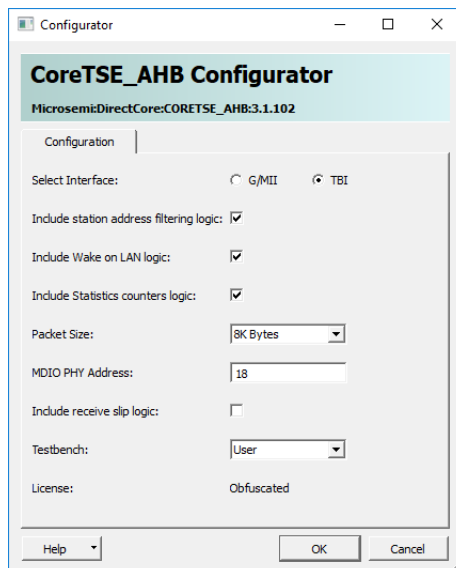 Configurator
CoreTSE_AHB Configurator
Microsemi:DirectCore:CORETSE_AHB:3.1.102
Configuration
Select Interface: G/MII TBI
Include station address filtering logic:
Include Wake on LAN logic:
Include Statistics counters logic:
Packet Size: 8K Bytes
MDIO PHY Address: 18
Include receive slip logic:
Testbench: User
License: Obfuscated
Help OK Cancel